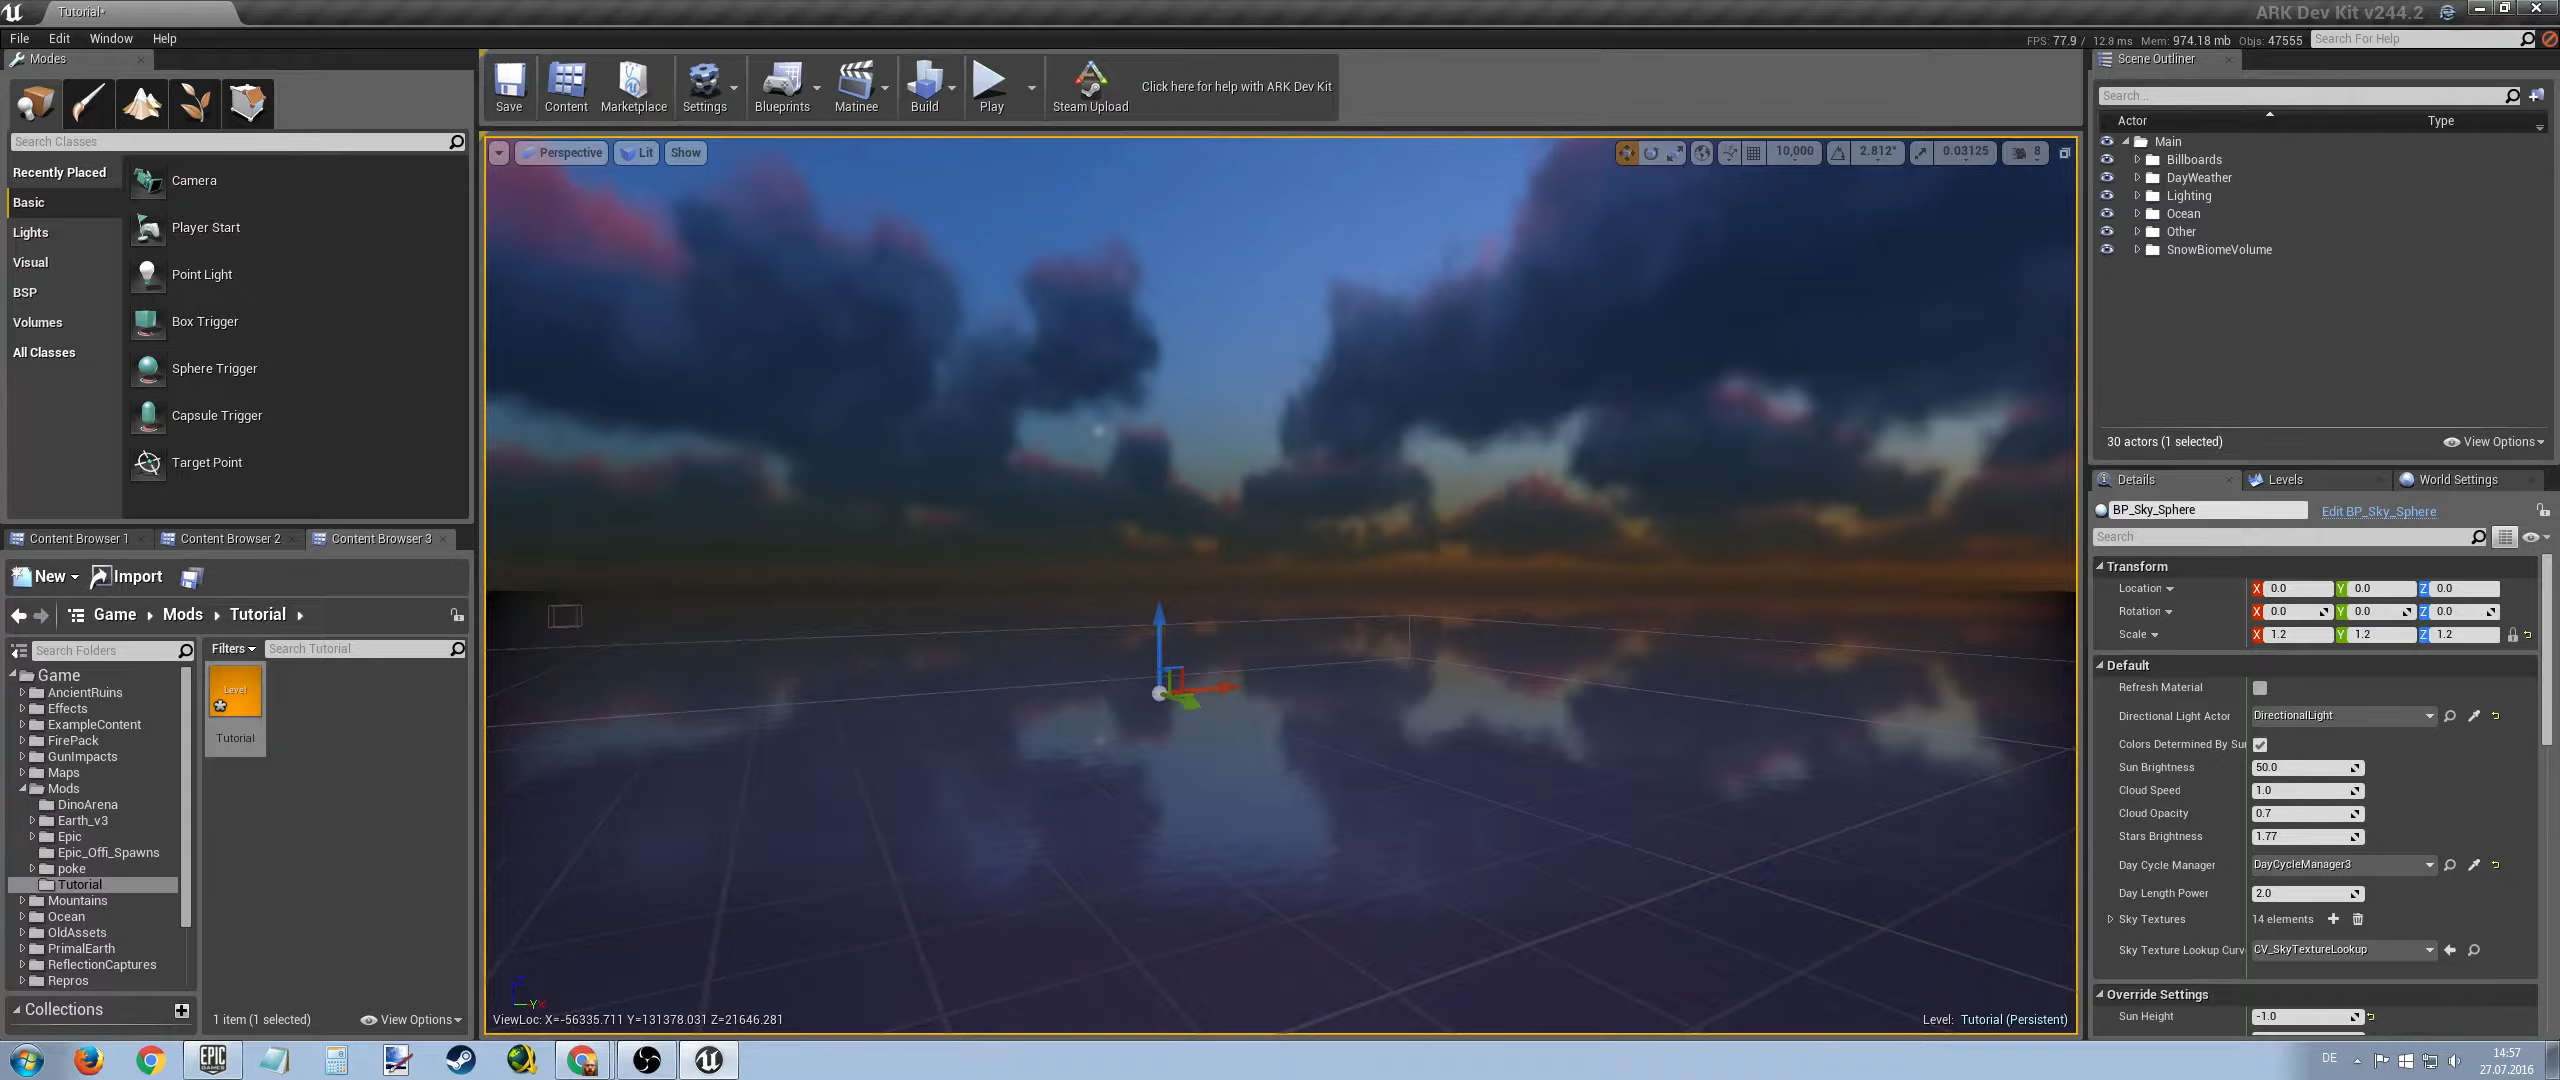 Tutorial*
ARK Dev Kit v244.2
File Edit Window Help
FPS: 77.9 / 12.8 ms Mem: 974.18 mb Objs: 47555 Search For Help
Modes
Save Content Marketplace Settings Blueprints Matinee Build Play Steam Upload Click here for help with ARK Dev Kit
Search Classes
Recently Placed
Basic
Lights
Visual
BSP
Volumes
All Classes
Camera
Player Start
Point Light
Box Trigger
Sphere Trigger
Capsule Trigger
Target Point
Perspective Lit Show
10,000 2.812° 0.03125 8
Scene Outliner
Search...
Actor Type
Main
Billboards
DayWeather
Lighting
Ocean
Other
SnowBiomeVolume
30 actors (1 selected) View Options
Content Browser 1 Content Browser 2 Content Browser 3
New Import
Game Mods Tutorial
Search Folders
Filters Search Tutorial
Game
AncientRuins
Effects
ExampleContent
FirePack
GunImpacts
Maps
Mods
DinoArena
Earth_v3
Epic
Epic_Offi_Spawns
poke
Tutorial
Mountains
Ocean
OldAssets
PrimalEarth
ReflectionCaptures
Repros
Level
Tutorial
Collections
1 item (1 selected) View Options
ViewLoc: X=-56335.711 Y=131378.031 Z=21646.281
Level: Tutorial (Persistent)
Details Levels World Settings
BP_Sky_Sphere Edit BP_Sky_Sphere
Search
Transform
Location X 0.0 Y 0.0 Z 0.0
Rotation X 0.0 Y 0.0 Z 0.0
Scale X 1.2 Y 1.2 Z 1.2
Default
Refresh Material
Directional Light Actor DirectionalLight
Colors Determined By Su
Sun Brightness 50.0
Cloud Speed 1.0
Cloud Opacity 0.7
Stars Brightness 1.77
Day Cycle Manager DayCycleManager3
Day Length Power 2.0
Sky Textures 14 elements
Sky Texture Lookup Curv CV_SkyTextureLookup
Override Settings
Sun Height -1.0
EPIC GAMES
DE
14:57
27.07.2016